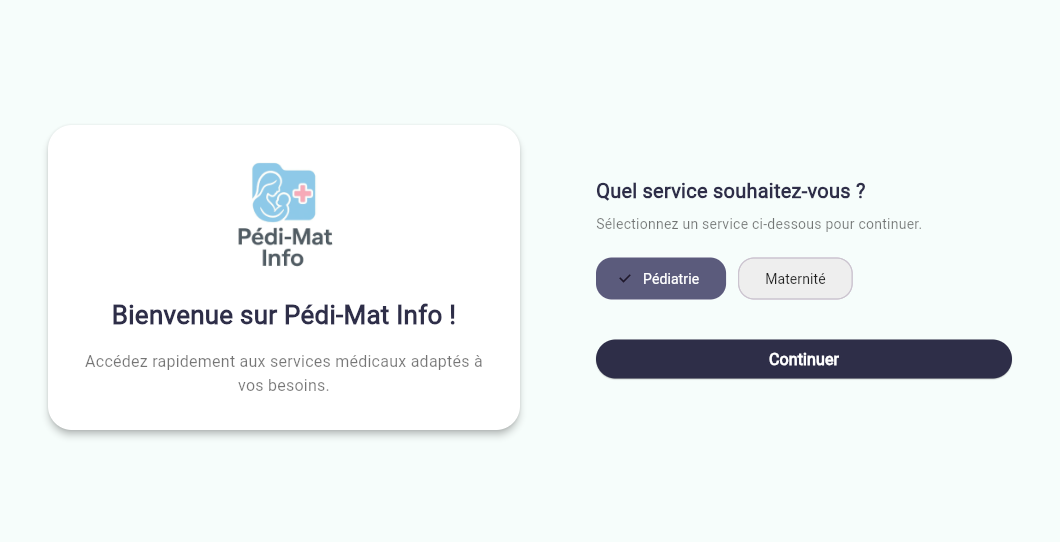 Pédi-Mat
Info
Bienvenue sur Pédi-Mat Info !
Accédez rapidement aux services médicaux adaptés à
vos besoins.
Quel service souhaitez-vous ?
Sélectionnez un service ci-dessous pour continuer.
Pédiatrie Maternité
Continuer